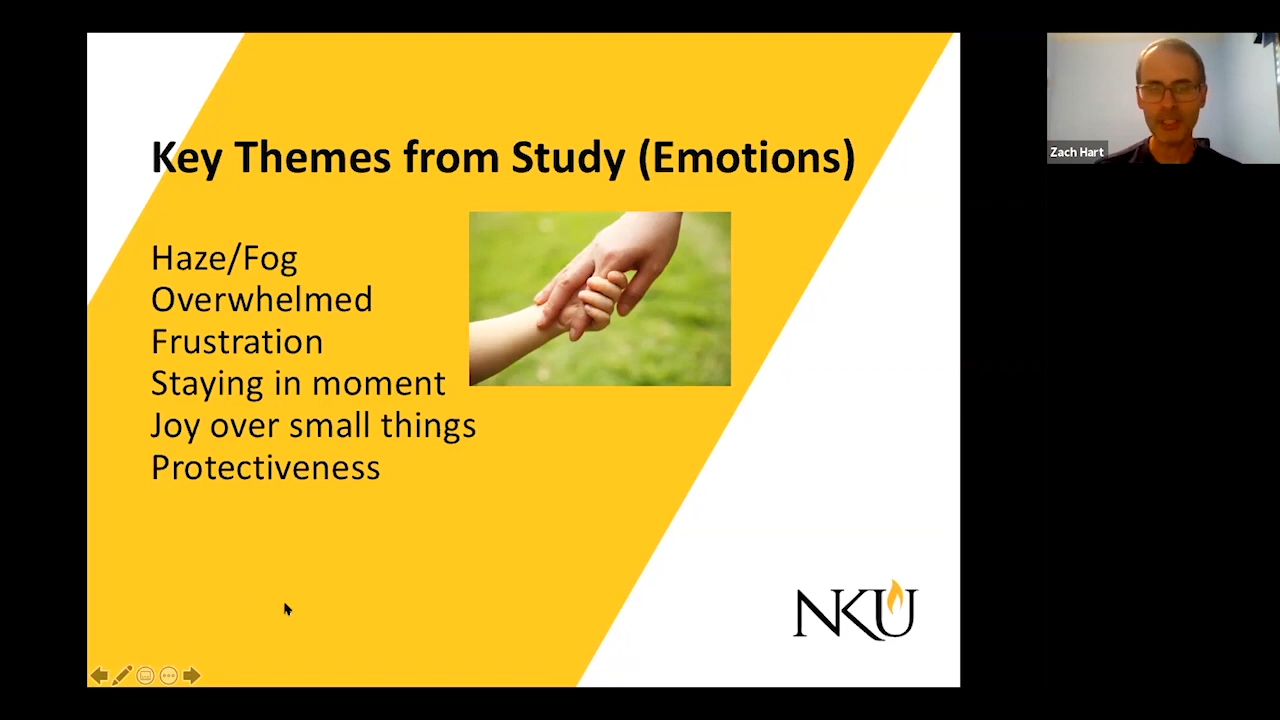 Key Themes from Study (Emotions)
Haze/Fog
Overwhelmed
Frustration
Staying in moment
Joy over small things
Protectiveness
NKU
Zach Hart